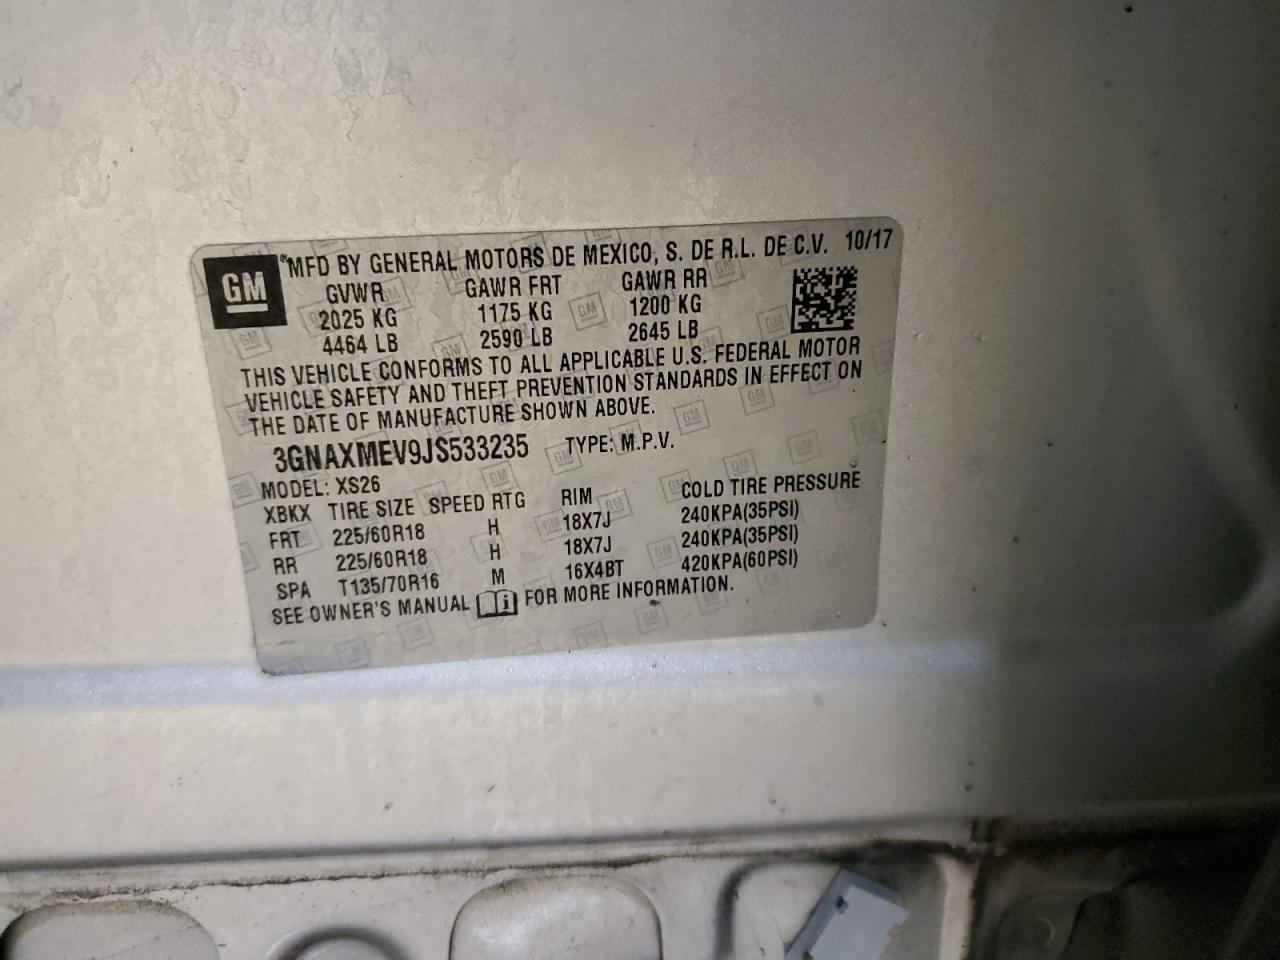 GM
® MFD BY GENERAL MOTORS DE MEXICO, S. DE R.L. DE C.V. 10/17
GVWR GAWR FRT GAWR RR
2025 KG 1175 KG 1200 KG
4464 LB 2590 LB 2645 LB
THIS VEHICLE CONFORMS TO ALL APPLICABLE U.S. FEDERAL MOTOR
VEHICLE SAFETY AND THEFT PREVENTION STANDARDS IN EFFECT ON
THE DATE OF MANUFACTURE SHOWN ABOVE.
3GNAXMEV9JS533235 TYPE: M.P.V.
MODEL: XS26
XBKX TIRE SIZE SPEED RTG RIM COLD TIRE PRESSURE
FRT 225/60R18 H 18X7J 240KPA(35PSI)
RR 225/60R18 H 18X7J 240KPA(35PSI)
SPA T135/70R16 M 16X4BT 420KPA(60PSI)
SEE OWNER'S MANUAL i FOR MORE INFORMATION.